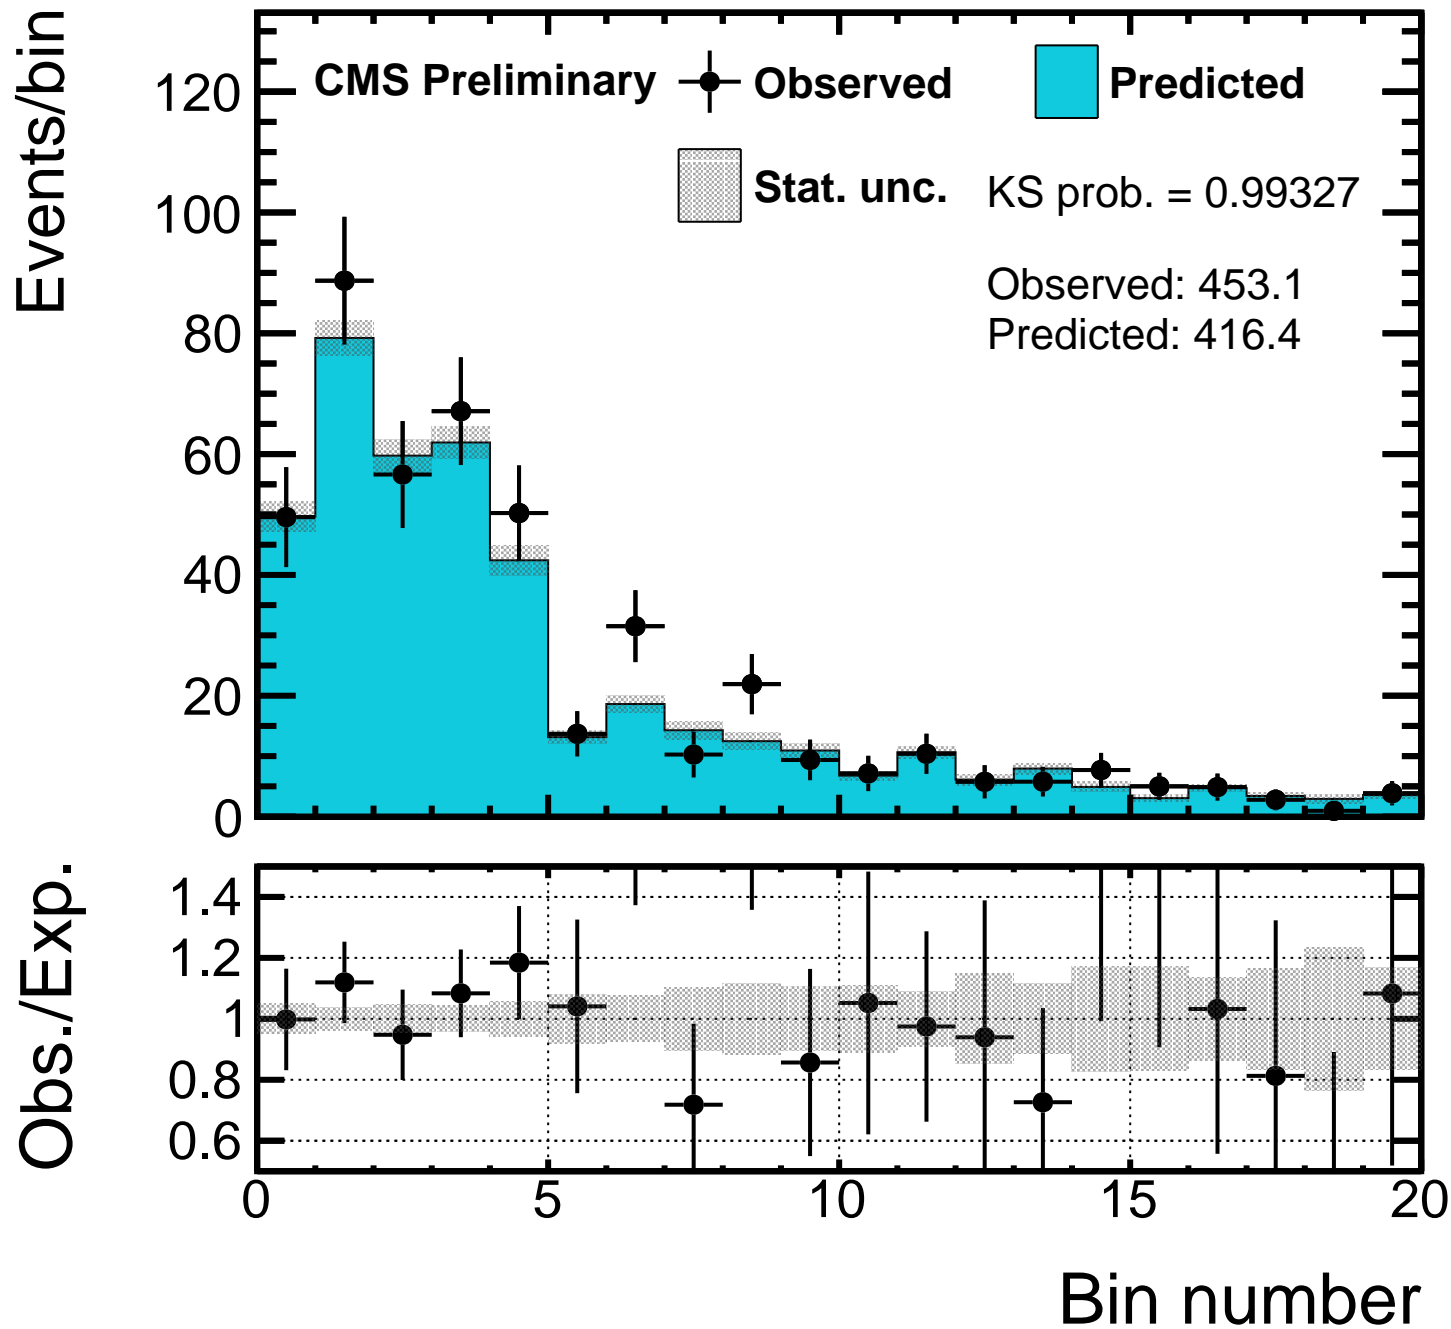 Events/bin
120
100
80
60
40
20
0
CMS Preliminary
Observed
Predicted
Stat. unc.
KS prob. = 0.99327
Observed: 453.1
Predicted: 416.4
Obs./Exp.
1.4
1.2
1
0.8
0.6
0 5 10 15 20
Bin number